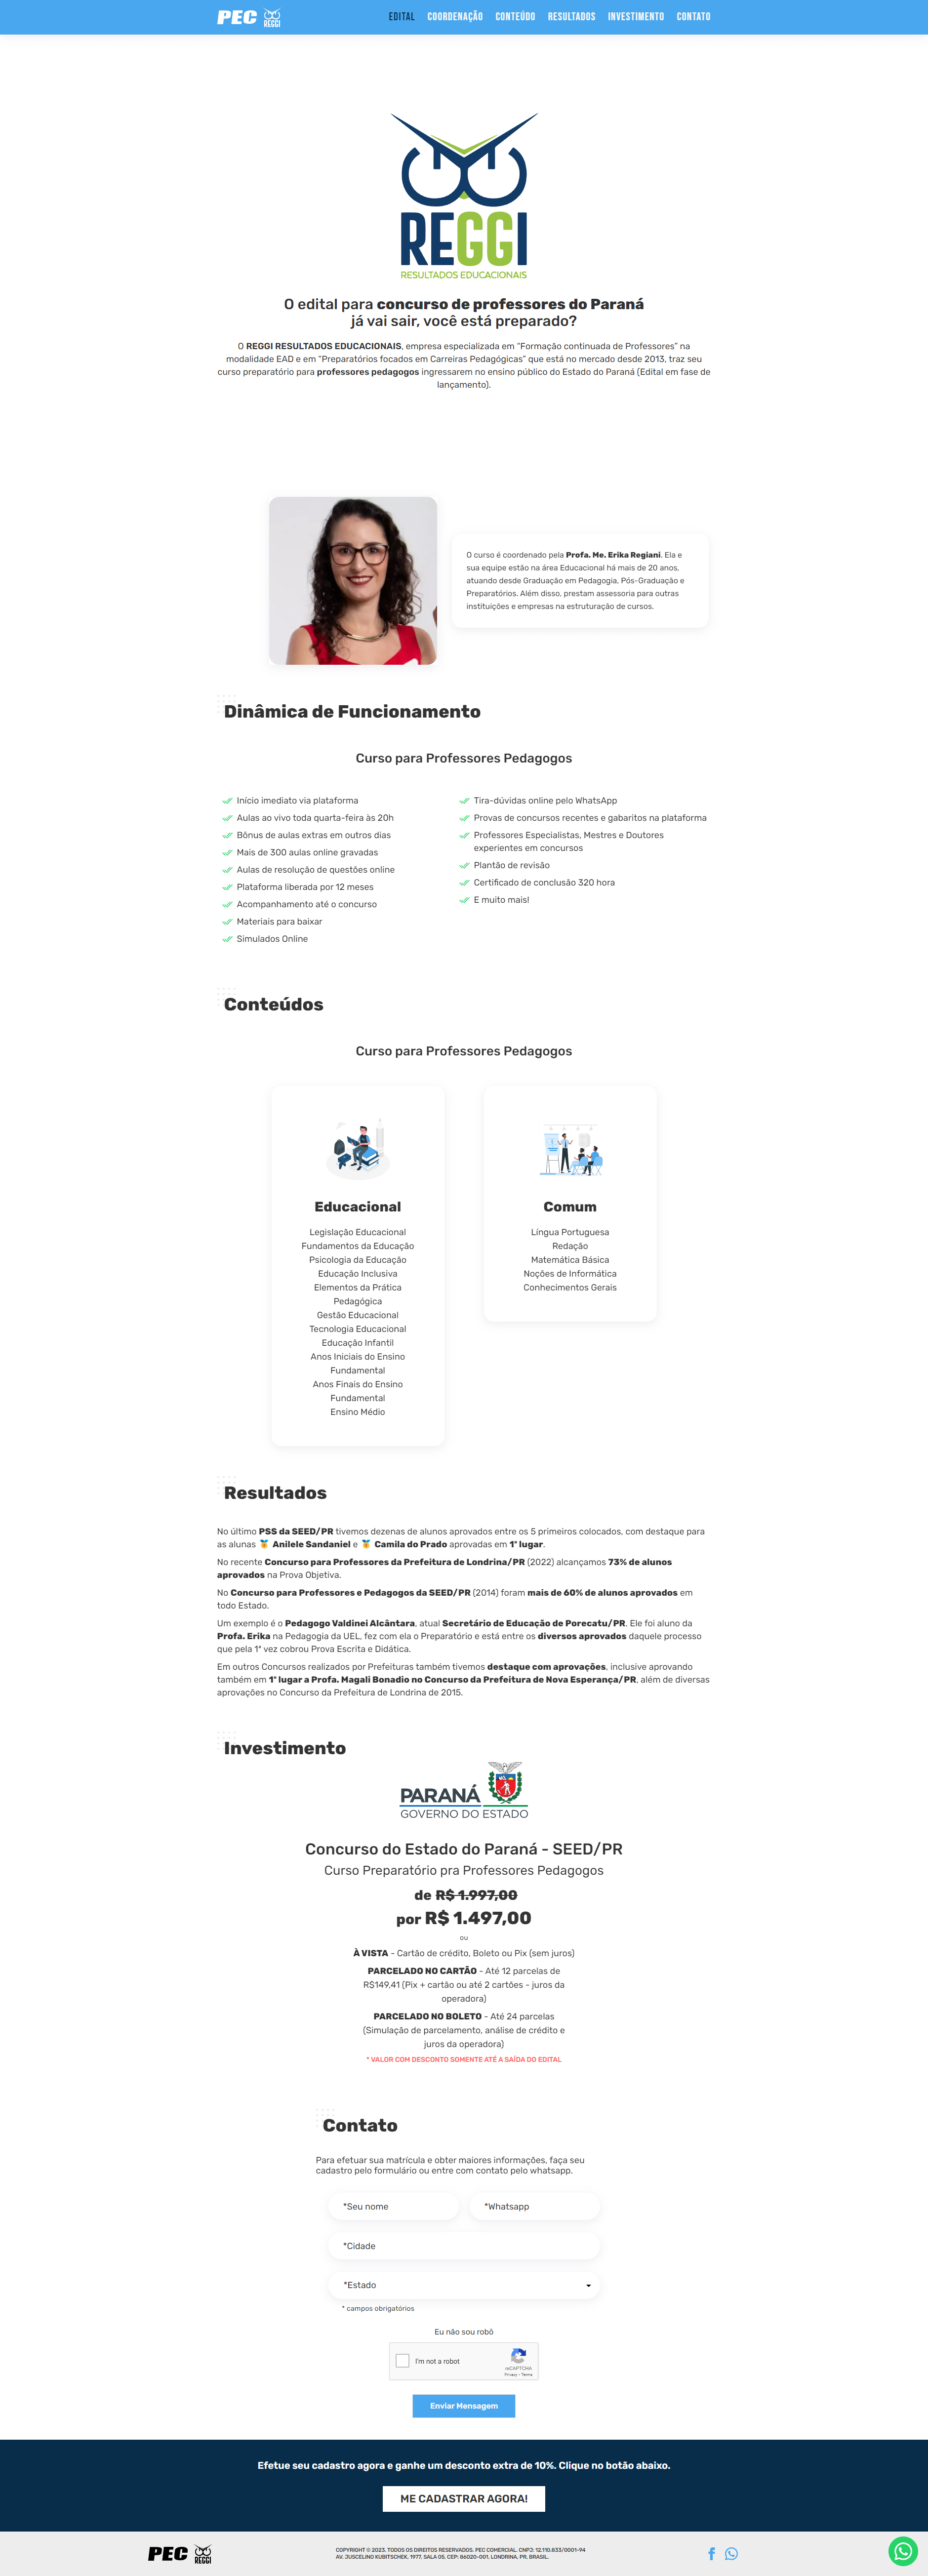 PEC REGGI
EDITAL COORDENAÇÃO CONTEÚDO RESULTADOS INVESTIMENTO CONTATO
REGGI
RESULTADOS EDUCACIONAIS
O edital para concurso de professores do Paraná
já vai sair, você está preparado?
O REGGI RESULTADOS EDUCACIONAIS, empresa especializada em "Formação continuada de Professores" na
modalidade EAD e em "Preparatórios focados em Carreiras Pedagógicas" que está no mercado desde 2013, traz seu
curso preparatório para professores pedagogos ingressarem no ensino público do Estado do Paraná (Edital em fase de
lançamento).
O curso é coordenado pela Profa. Me. Erika Regiani. Ela e
sua equipe estão na área Educacional há mais de 20 anos,
atuando desde Graduação em Pedagogia, Pós-Graduação e
Preparatórios. Além disso, prestam assessoria para outras
instituições e empresas na estruturação de cursos.
Dinâmica de Funcionamento
Curso para Professores Pedagogos
Início imediato via plataforma
Aulas ao vivo toda quarta-feira às 20h
Bônus de aulas extras em outros dias
Mais de 300 aulas online gravadas
Aulas de resolução de questões online
Plataforma liberada por 12 meses
Acompanhamento até o concurso
Materiais para baixar
Simulados Online
Tira-dúvidas online pelo WhatsApp
Provas de concursos recentes e gabaritos na plataforma
Professores Especialistas, Mestres e Doutores
experientes em concursos
Plantão de revisão
Certificado de conclusão 320 hora
E muito mais!
Conteúdos
Curso para Professores Pedagogos
Educacional
Legislação Educacional
Fundamentos da Educação
Psicologia da Educação
Educação Inclusiva
Elementos da Prática
Pedagógica
Gestão Educacional
Tecnologia Educacional
Educação Infantil
Anos Iniciais do Ensino
Fundamental
Anos Finais do Ensino
Fundamental
Ensino Médio
Comum
Língua Portuguesa
Redação
Matemática Básica
Noções de Informática
Conhecimentos Gerais
Resultados
No último PSS da SEED/PR tivemos dezenas de alunos aprovados entre os 5 primeiros colocados, com destaque para
as alunas 🏅 Anilele Sandaniel e 🏅 Camila do Prado aprovadas em 1º lugar.
No recente Concurso para Professores da Prefeitura de Londrina/PR (2022) alcançamos 73% de alunos
aprovados na Prova Objetiva.
No Concurso para Professores e Pedagogos da SEED/PR (2014) foram mais de 60% de alunos aprovados em
todo Estado.
Um exemplo é o Pedagogo Valdinei Alcântara, atual Secretário de Educação de Porecatu/PR. Ele foi aluno da
Profa. Erika na Pedagogia da UEL, fez com ela o Preparatório e está entre os diversos aprovados daquele processo
que pela 1ª vez cobrou Prova Escrita e Didática.
Em outros Concursos realizados por Prefeituras também tivemos destaque com aprovações, inclusive aprovando
também em 1º lugar a Profa. Magali Bonadio no Concurso da Prefeitura de Nova Esperança/PR, além de diversas
aprovações no Concurso da Prefeitura de Londrina de 2015.
Investimento
PARANÁ
GOVERNO DO ESTADO
Concurso do Estado do Paraná - SEED/PR
Curso Preparatório pra Professores Pedagogos
de R$ 1.997,00
por R$ 1.497,00
ou
À VISTA - Cartão de crédito, Boleto ou Pix (sem juros)
PARCELADO NO CARTÃO - Até 12 parcelas de
R$149,41 (Pix + cartão ou até 2 cartões - juros da
operadora)
PARCELADO NO BOLETO - Até 24 parcelas
(Simulação de parcelamento, análise de crédito e
juros da operadora)
* VALOR COM DESCONTO SOMENTE ATÉ A SAÍDA DO EDITAL
Contato
Para efetuar sua matrícula e obter maiores informações, faça seu
cadastro pelo formulário ou entre com contato pelo whatsapp.
*Seu nome
*Whatsapp
*Cidade
*Estado
* campos obrigatórios
Eu não sou robô
I'm not a robot
reCAPTCHA
Privacy - Terms
Enviar Mensagem
Efetue seu cadastro agora e ganhe um desconto extra de 10%. Clique no botão abaixo.
ME CADASTRAR AGORA!
PEC REGGI
COPYRIGHT © 2023. TODOS OS DIREITOS RESERVADOS. PEC COMERCIAL. CNPJ: 12.110.833/0001-94
AV. JUSCELINO KUBITSCHEK, 1977, SALA 05, CEP: 86020-001, LONDRINA, PR, BRASIL.